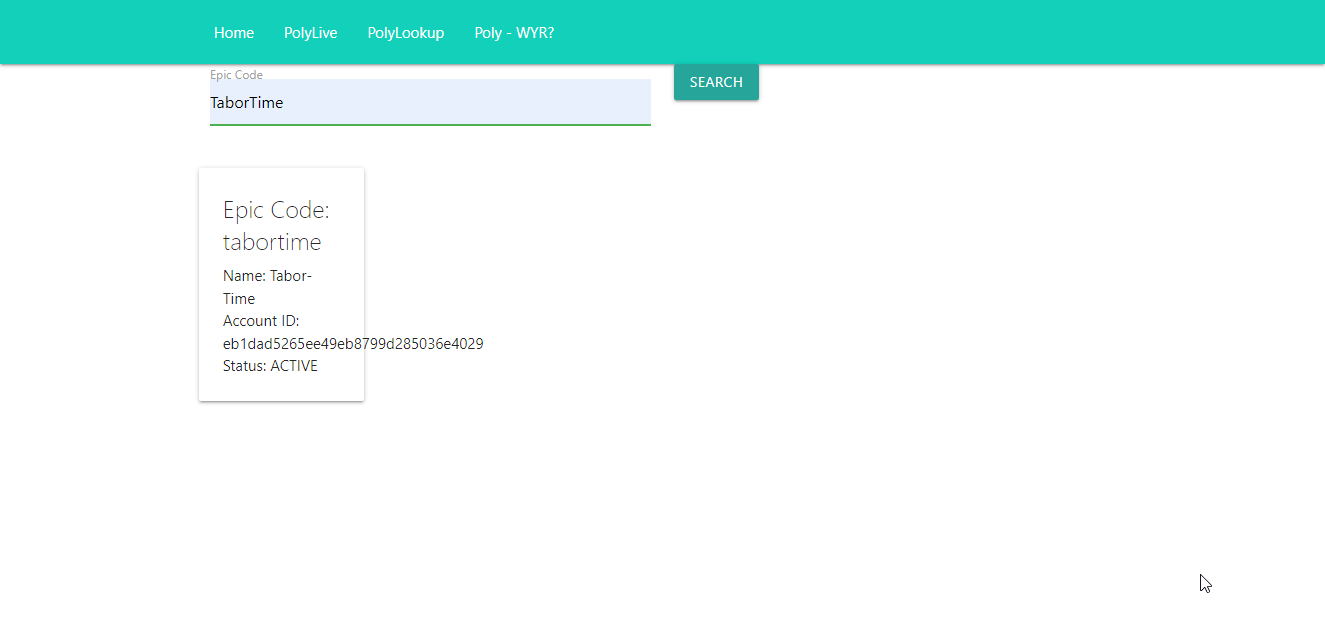 Home PolyLive PolyLookup Poly - WYR?
Epic Code
TaborTime
SEARCH
Epic Code:
tabortime
Name: Tabor-
Time
Account ID:
eb1dad5265ee49eb8799d285036e4029
Status: ACTIVE